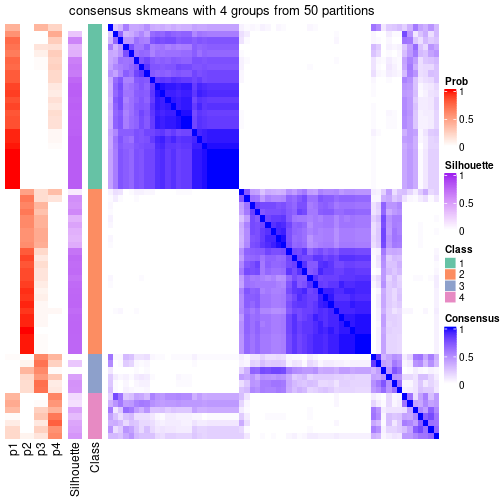 consensus skmeans with 4 groups from 50 partitions
Prob
1
0.5
0
Silhouette
1
0.5
0
Class
1
2
3
4
Consensus
1
0.5
0
p1
p2
p3
p4
Silhouette
Class